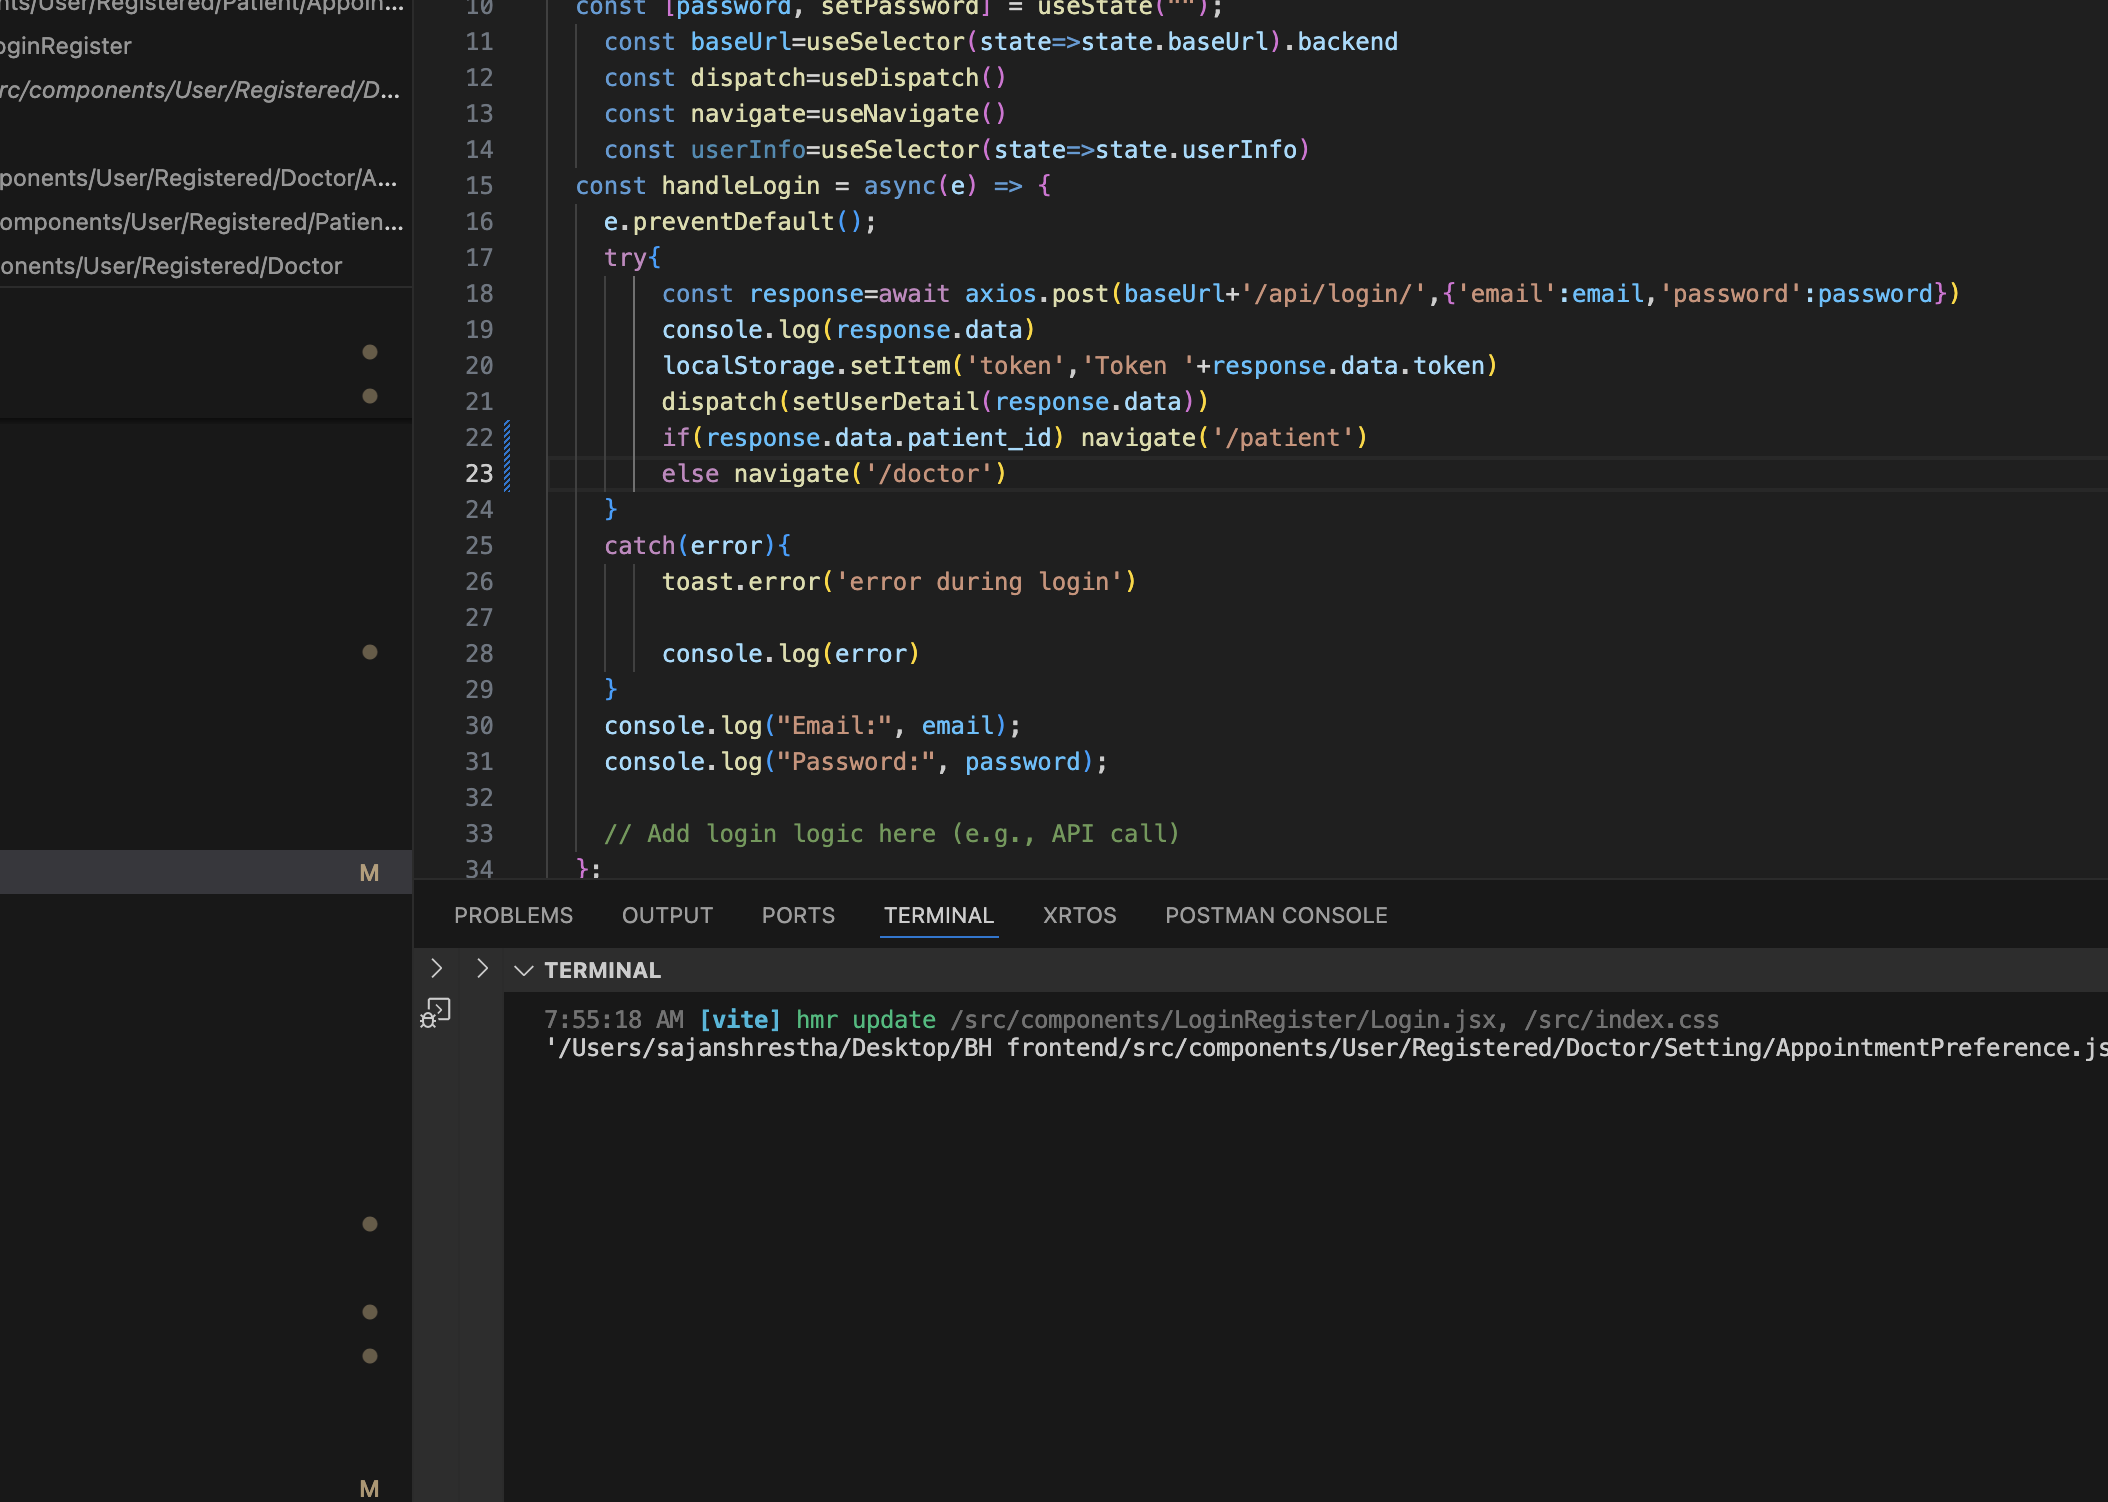 nts/User/Registered/Patient/Appoin...
oginRegister
rc/components/User/Registered/D...
ponents/User/Registered/Doctor/A...
omponents/User/Registered/Patien...
onents/User/Registered/Doctor
M
M
10 const [password, setPassword] = useState("");
11 const baseUrl=useSelector(state=>state.baseUrl).backend
12 const dispatch=useDispatch()
13 const navigate=useNavigate()
14 const userInfo=useSelector(state=>state.userInfo)
15 const handleLogin = async(e) => {
16 e.preventDefault();
17 try{
18 const response=await axios.post(baseUrl+'/api/login/',{'email':email,'password':password})
19 console.log(response.data)
20 localStorage.setItem('token','Token '+response.data.token)
21 dispatch(setUserDetail(response.data))
22 if(response.data.patient_id) navigate('/patient')
23 else navigate('/doctor')
24 }
25 catch(error){
26 toast.error('error during login')
27
28 console.log(error)
29 }
30 console.log("Email:", email);
31 console.log("Password:", password);
32
33 // Add login logic here (e.g., API call)
34 };
PROBLEMS OUTPUT PORTS TERMINAL XRTOS POSTMAN CONSOLE
TERMINAL
7:55:18 AM [vite] hmr update /src/components/LoginRegister/Login.jsx, /src/index.css
'/Users/sajanshrestha/Desktop/BH frontend/src/components/User/Registered/Doctor/Setting/AppointmentPreference.js